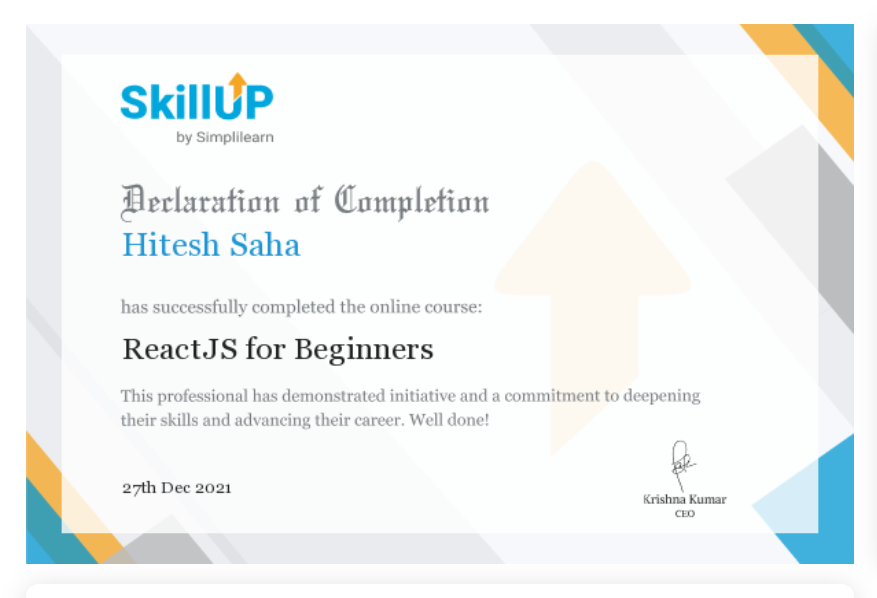 SkillUP
by Simplilearn
Declaration of Completion
Hitesh Saha
has successfully completed the online course:
ReactJS for Beginners
This professional has demonstrated initiative and a commitment to deepening
their skills and advancing their career. Well done!
27th Dec 2021
Krishna Kumar
CEO